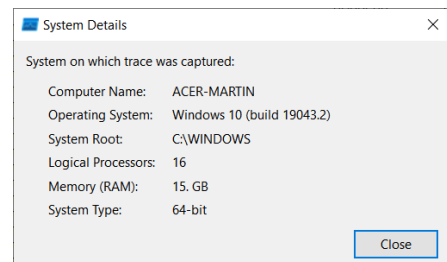 System Details
System on which trace was captured:
Computer Name: ACER-MARTIN
Operating System: Windows 10 (build 19043.2)
System Root: C:\WINDOWS
Logical Processors: 16
Memory (RAM): 15. GB
System Type: 64-bit
Close